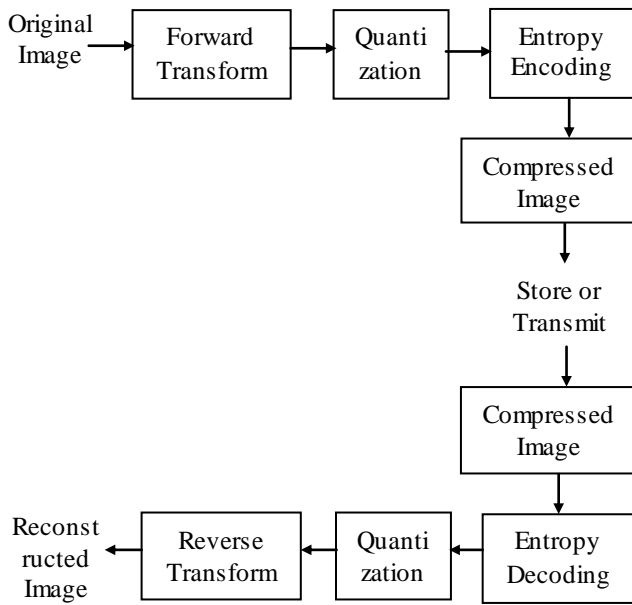 Original
Image
Forward
Transform
Quanti
zation
Entropy
Encoding
Compressed
Image
Store or
Transmit
Compressed
Image
Reconst
ructed
Image
Reverse
Transform
Quanti
zation
Entropy
Decoding